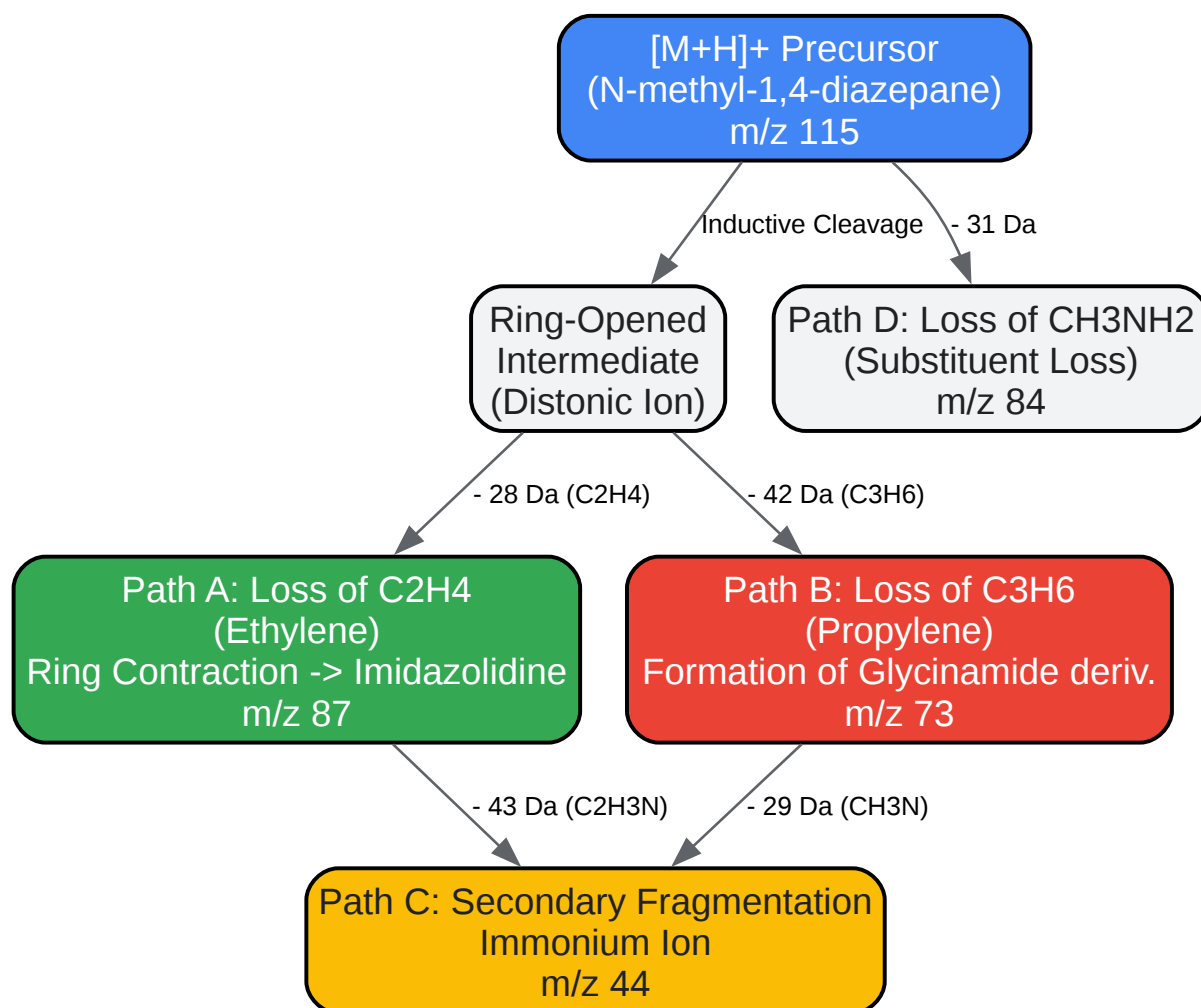 [M+H]+ Precursor
(N-methyl-1,4-diazepane)
m/z 115
Inductive Cleavage
- 31 Da
Ring-Opened
Intermediate
(Distonic Ion)
Path D: Loss of CH3NH2
(Substituent Loss)
m/z 84
- 28 Da (C2H4)
- 42 Da (C3H6)
Path A: Loss of C2H4
(Ethylene)
Ring Contraction -> Imidazolidine
m/z 87
Path B: Loss of C3H6
(Propylene)
Formation of Glycinamide deriv.
m/z 73
- 43 Da (C2H3N)
- 29 Da (CH3N)
Path C: Secondary Fragmentation
Immonium Ion
m/z 44